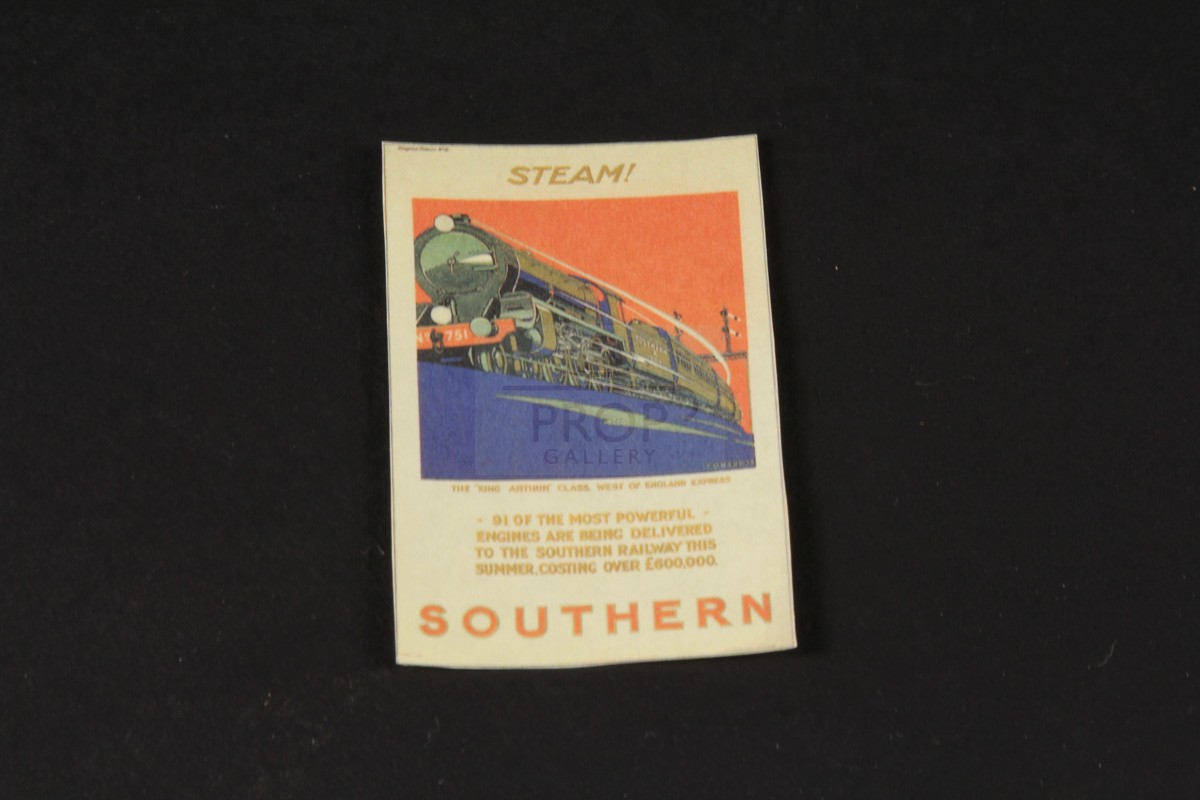 STEAM!
Nº 751
THE "KING ARTHUR" CLASS. WEST OF ENGLAND EXPRESS
- 91 OF THE MOST POWERFUL -
ENGINES ARE BEING DELIVERED
TO THE SOUTHERN RAILWAY THIS
SUMMER, COSTING OVER £600,000.
SOUTHERN
THE
PROP
GALLERY